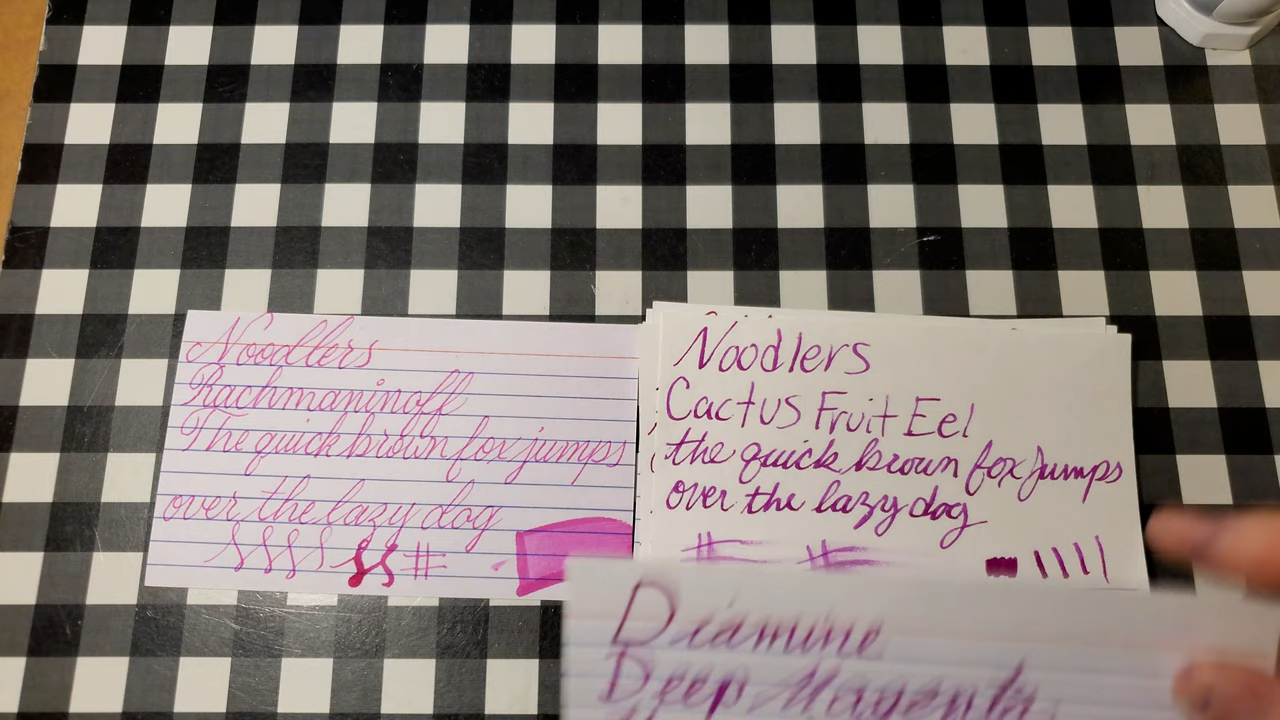 Noodlers
Rachmaninoff
The quick brown fox jumps
over the lazy dog
Noodlers
Cactus Fruit Eel
the quick brown fox jumps
over the lazy dog
Diamine
Deep Magenta